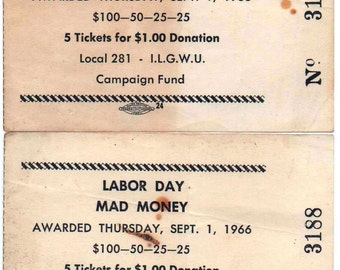 $100–50–25–25
5 Tickets for $1.00 Donation
Local 281 - I.L.G.W.U.
Campaign Fund
24
No
LABOR DAY
MAD MONEY
AWARDED THURSDAY, SEPT. 1, 1966
$100–50–25–25
3188